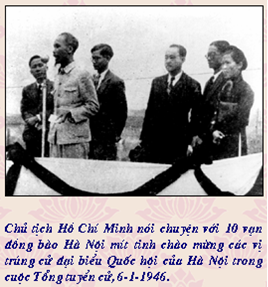 Chủ tịch Hồ Chí Minh nói chuyện với 10 vạn
đồng bào Hà Nội mít tinh chào mừng các vị
trúng cử đại biểu Quốc hội của Hà Nội trong
cuộc Tổng tuyển cử, 6-1-1946.